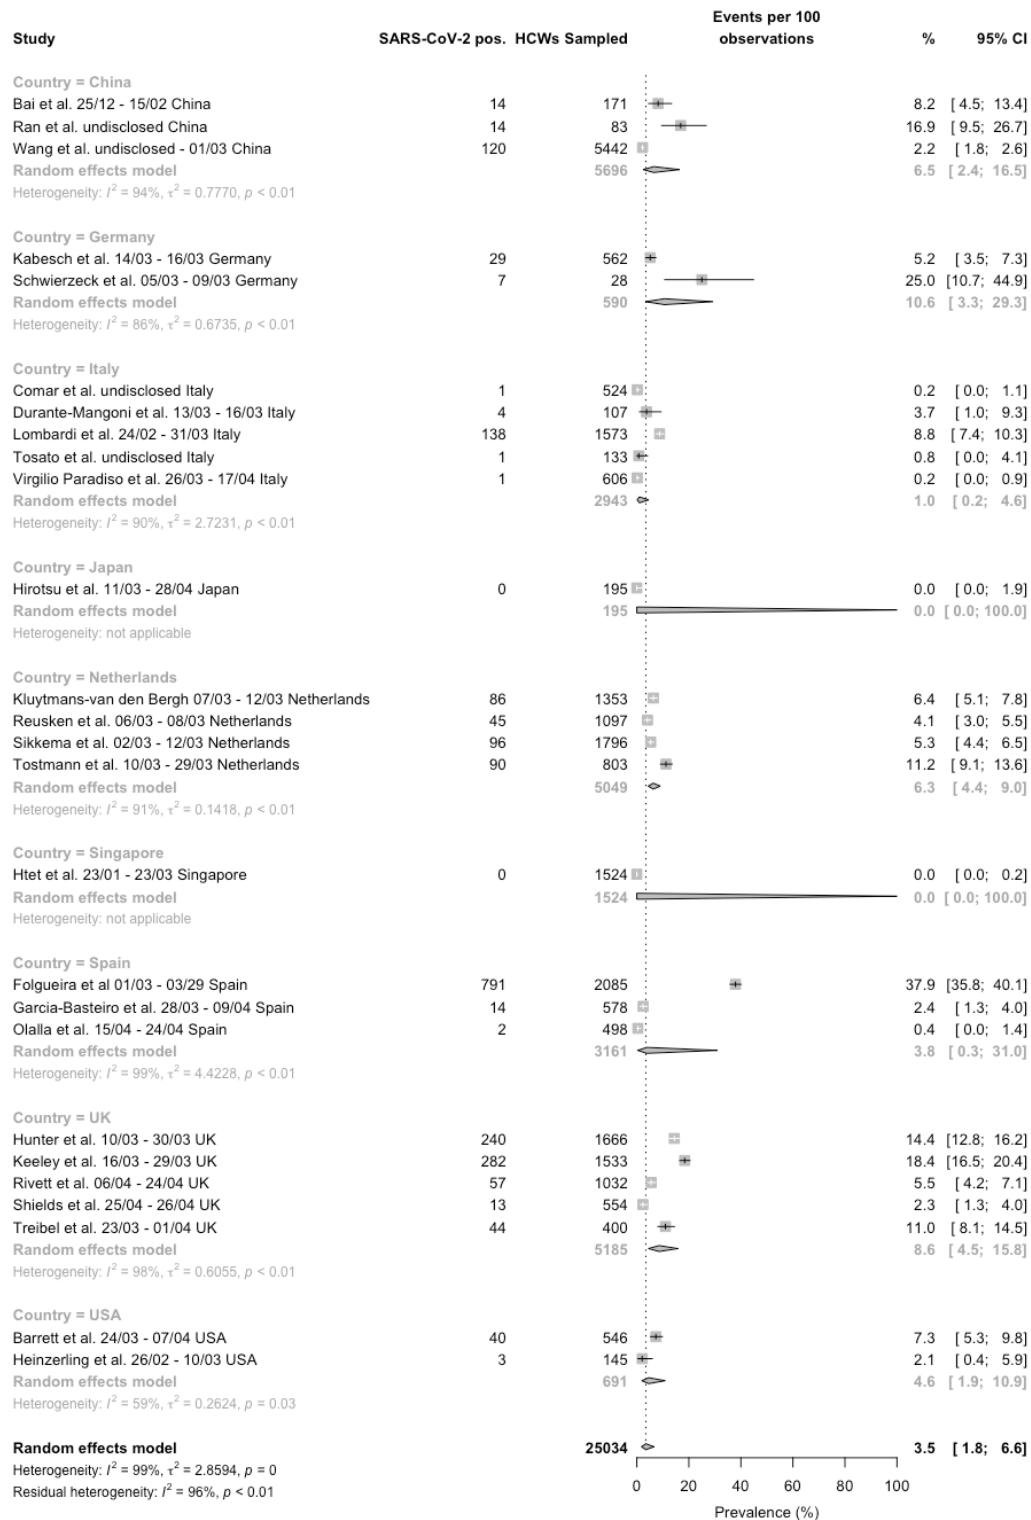 Events per 100
Study SARS-CoV-2 pos. HCWs Sampled observations % 95% CI
Country = China
Bai et al. 25/12 - 15/02 China 14 171 8.2 [ 4.5; 13.4]
Ran et al. undisclosed China 14 83 16.9 [ 9.5; 26.7]
Wang et al. undisclosed - 01/03 China 120 5442 2.2 [ 1.8; 2.6]
Random effects model 5696 6.5 [ 2.4; 16.5]
Heterogeneity: I² = 94%, τ² = 0.7770, p < 0.01
Country = Germany
Kabesch et al. 14/03 - 16/03 Germany 29 562 5.2 [ 3.5; 7.3]
Schwierzeck et al. 05/03 - 09/03 Germany 7 28 25.0 [10.7; 44.9]
Random effects model 590 10.6 [ 3.3; 29.3]
Heterogeneity: I² = 86%, τ² = 0.6735, p < 0.01
Country = Italy
Comar et al. undisclosed Italy 1 524 0.2 [ 0.0; 1.1]
Durante-Mangoni et al. 13/03 - 16/03 Italy 4 107 3.7 [ 1.0; 9.3]
Lombardi et al. 24/02 - 31/03 Italy 138 1573 8.8 [ 7.4; 10.3]
Tosato et al. undisclosed Italy 1 133 0.8 [ 0.0; 4.1]
Virgilio Paradiso et al. 26/03 - 17/04 Italy 1 606 0.2 [ 0.0; 0.9]
Random effects model 2943 1.0 [ 0.2; 4.6]
Heterogeneity: I² = 90%, τ² = 2.7231, p < 0.01
Country = Japan
Hirotsu et al. 11/03 - 28/04 Japan 0 195 0.0 [ 0.0; 1.9]
Random effects model 195 0.0 [ 0.0; 100.0]
Heterogeneity: not applicable
Country = Netherlands
Kluytmans-van den Bergh 07/03 - 12/03 Netherlands 86 1353 6.4 [ 5.1; 7.8]
Reusken et al. 06/03 - 08/03 Netherlands 45 1097 4.1 [ 3.0; 5.5]
Sikkema et al. 02/03 - 12/03 Netherlands 96 1796 5.3 [ 4.4; 6.5]
Tostmann et al. 10/03 - 29/03 Netherlands 90 803 11.2 [ 9.1; 13.6]
Random effects model 5049 6.3 [ 4.4; 9.0]
Heterogeneity: I² = 91%, τ² = 0.1418, p < 0.01
Country = Singapore
Htet et al. 23/01 - 23/03 Singapore 0 1524 0.0 [ 0.0; 0.2]
Random effects model 1524 0.0 [ 0.0; 100.0]
Heterogeneity: not applicable
Country = Spain
Folgueira et al 01/03 - 03/29 Spain 791 2085 37.9 [35.8; 40.1]
Garcia-Basteiro et al. 28/03 - 09/04 Spain 14 578 2.4 [ 1.3; 4.0]
Olalla et al. 15/04 - 24/04 Spain 2 498 0.4 [ 0.0; 1.4]
Random effects model 3161 3.8 [ 0.3; 31.0]
Heterogeneity: I² = 99%, τ² = 4.4228, p < 0.01
Country = UK
Hunter et al. 10/03 - 30/03 UK 240 1666 14.4 [12.8; 16.2]
Keeley et al. 16/03 - 29/03 UK 282 1533 18.4 [16.5; 20.4]
Rivett et al. 06/04 - 24/04 UK 57 1032 5.5 [ 4.2; 7.1]
Shields et al. 25/04 - 26/04 UK 13 554 2.3 [ 1.3; 4.0]
Treibel et al. 23/03 - 01/04 UK 44 400 11.0 [ 8.1; 14.5]
Random effects model 5185 8.6 [ 4.5; 15.8]
Heterogeneity: I² = 98%, τ² = 0.6055, p < 0.01
Country = USA
Barrett et al. 24/03 - 07/04 USA 40 546 7.3 [ 5.3; 9.8]
Heinzerling et al. 26/02 - 10/03 USA 3 145 2.1 [ 0.4; 5.9]
Random effects model 691 4.6 [ 1.9; 10.9]
Heterogeneity: I² = 59%, τ² = 0.2624, p = 0.03
Random effects model 25034 3.5 [ 1.8; 6.6]
Heterogeneity: I² = 99%, τ² = 2.8594, p = 0
Residual heterogeneity: I² = 96%, p < 0.01
0 20 40 60 80 100
Prevalence (%)